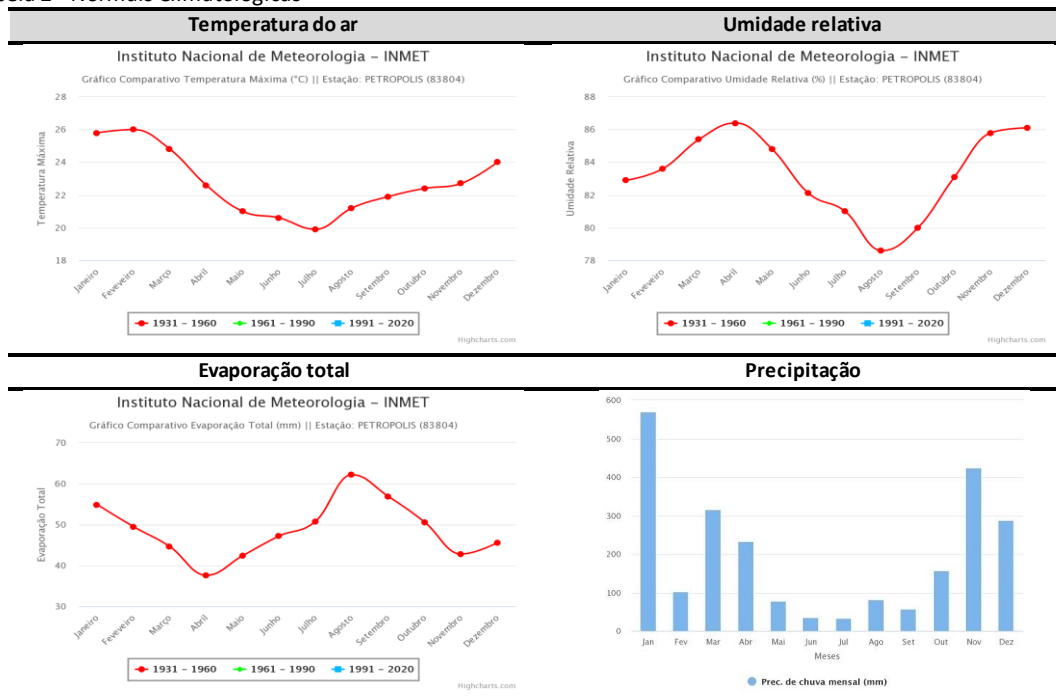 Normais Climatológicas
Temperatura do ar
Umidade relativa
Instituto Nacional de Meteorologia – INMET
Gráfico Comparativo Temperatura Máxima (°C) || Estação: PETROPOLIS (83804)
28
26
24
22
20
18
Temperatura Máxima
Janeiro
Feveveiro
Março
Abril
Maio
Junho
Julho
Agosto
Setembro
Outubro
Novembro
Dezembro
1931 – 1960
1961 – 1990
1991 – 2020
Highcharts.com
Instituto Nacional de Meteorologia – INMET
Gráfico Comparativo Umidade Relativa (%) || Estação: PETROPOLIS (83804)
88
86
84
82
80
78
Umidade Relativa
Janeiro
Feveveiro
Março
Abril
Maio
Junho
Julho
Agosto
Setembro
Outubro
Novembro
Dezembro
1931 – 1960
1961 – 1990
1991 – 2020
Highcharts.com
Evaporação total
Precipitação
Instituto Nacional de Meteorologia – INMET
Gráfico Comparativo Evaporação Total (mm) || Estação: PETROPOLIS (83804)
70
60
50
40
30
Evaporação Total
Janeiro
Feveveiro
Março
Abril
Maio
Junho
Julho
Agosto
Setembro
Outubro
Novembro
Dezembro
1931 – 1960
1961 – 1990
1991 – 2020
Highcharts.com
600
500
400
300
200
100
0
Jan
Fev
Mar
Abr
Mai
Jun
Jul
Ago
Set
Out
Nov
Dez
Meses
Prec. de chuva mensal (mm)